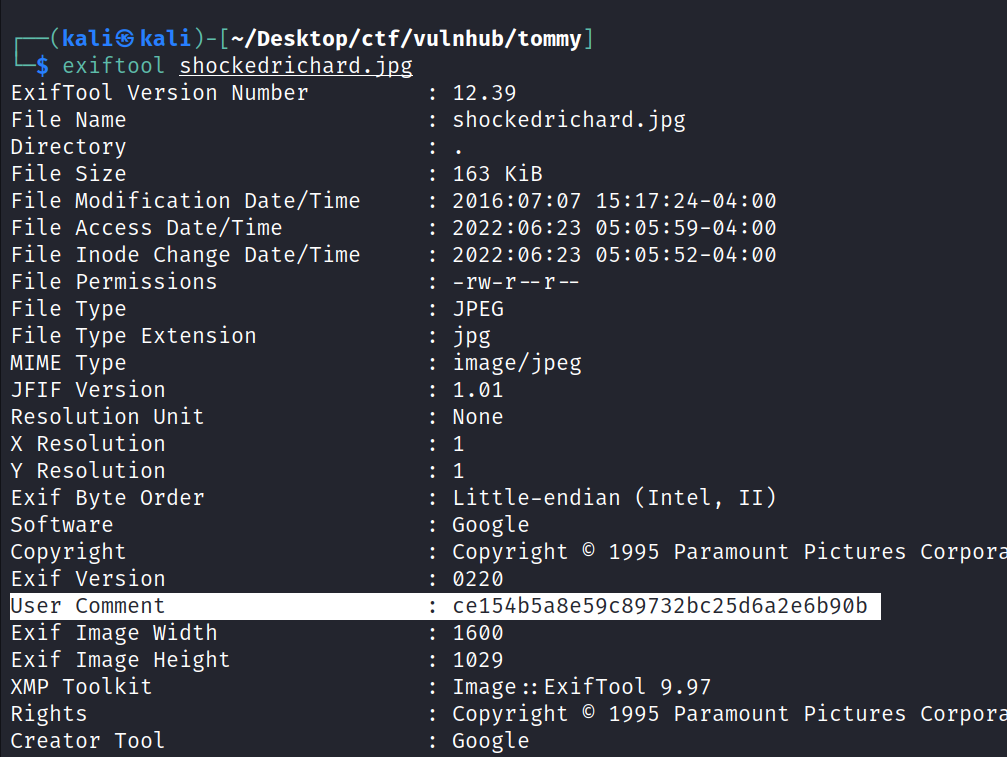 ┌──(kali㉿kali)-[~/Desktop/ctf/vulnhub/tommy]
└─$ exiftool shockedrichard.jpg
ExifTool Version Number : 12.39
File Name : shockedrichard.jpg
Directory : .
File Size : 163 KiB
File Modification Date/Time : 2016:07:07 15:17:24-04:00
File Access Date/Time : 2022:06:23 05:05:59-04:00
File Inode Change Date/Time : 2022:06:23 05:05:52-04:00
File Permissions : -rw-r--r--
File Type : JPEG
File Type Extension : jpg
MIME Type : image/jpeg
JFIF Version : 1.01
Resolution Unit : None
X Resolution : 1
Y Resolution : 1
Exif Byte Order : Little-endian (Intel, II)
Software : Google
Copyright : Copyright © 1995 Paramount Pictures Corpora
Exif Version : 0220
User Comment : ce154b5a8e59c89732bc25d6a2e6b90b
Exif Image Width : 1600
Exif Image Height : 1029
XMP Toolkit : Image::ExifTool 9.97
Rights : Copyright © 1995 Paramount Pictures Corpora
Creator Tool : Google